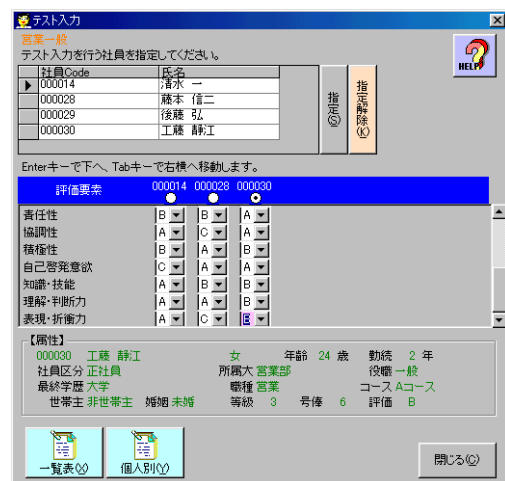 テスト入力
営業一般
テスト入力を行う社員を指定してください。
HELP
社員Code 氏名
000014 清水 一
000028 藤本 信二
000029 後藤 弘
000030 工藤 静江
指定(S)
指定解除(K)
Enterキーで下へ、Tabキーで右横へ移動します。
評価要素 000014 000028 000030
責任性 B B A
協調性 A C A
積極性 B A B
自己啓発意欲 C A A
知識・技能 A B B
理解・判断力 A A B
表現・折衝力 A C B
【属性】
000030 工藤 静江 女 年齢 24 歳 勤続 2 年
社員区分 正社員 所属大 営業部 役職 一般
最終学歴 大学 職種 営業 コース Aコース
世帯主 非世帯主 婚姻 未婚 等級 3 号俸 6 評価 B
一覧表(X) 個人別(Y) 閉じる(C)